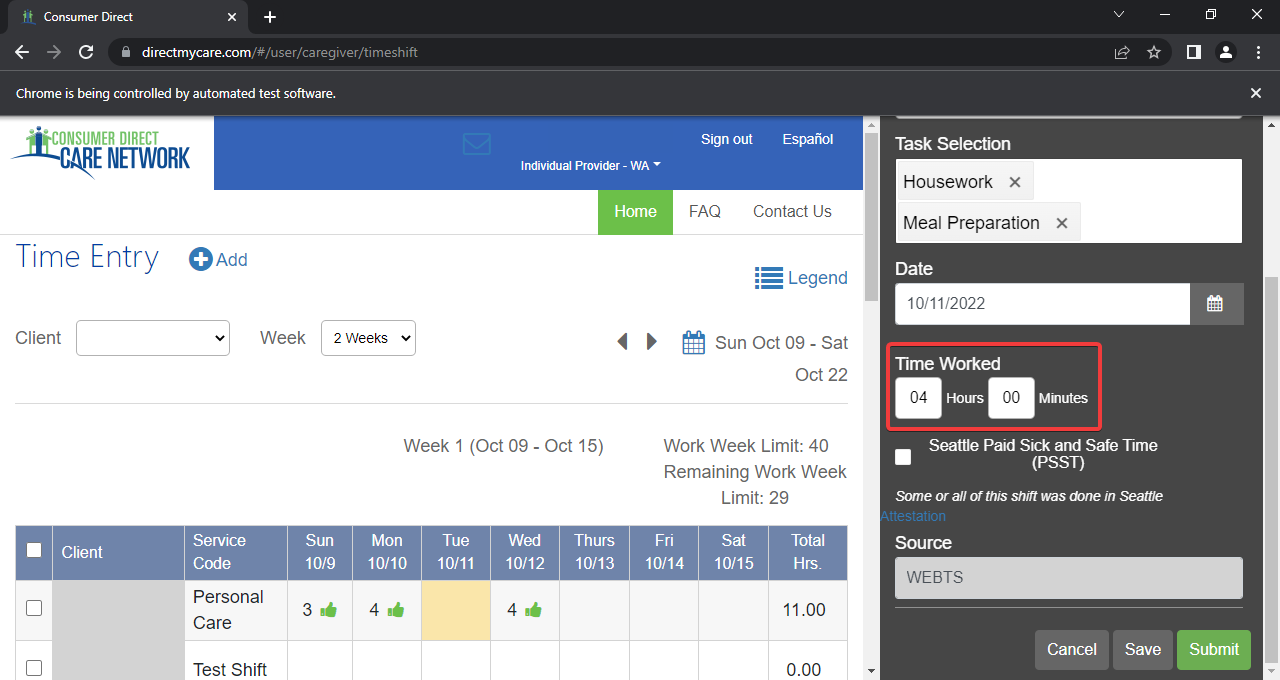 Consumer Direct
directmycare.com/#/user/caregiver/timeshift
Chrome is being controlled by automated test software.
CONSUMER DIRECT
CARE NETWORK
Sign out
Español
Individual Provider - WA
Home
FAQ
Contact Us
Time Entry
Add
Legend
Client
Week
2 Weeks
Sun Oct 09 - Sat
Oct 22
Week 1 (Oct 09 - Oct 15)
Work Week Limit: 40
Remaining Work Week
Limit: 29
Client
Service
Code
Sun
10/9
Mon
10/10
Tue
10/11
Wed
10/12
Thurs
10/13
Fri
10/14
Sat
10/15
Total
Hrs.
Personal
Care
3
4
4
11.00
Test Shift
0.00
Task Selection
Housework
Meal Preparation
Date
10/11/2022
Time Worked
04 Hours 00 Minutes
Seattle Paid Sick and Safe Time
(PSST)
Some or all of this shift was done in Seattle
Attestation
Source
WEBTS
Cancel
Save
Submit